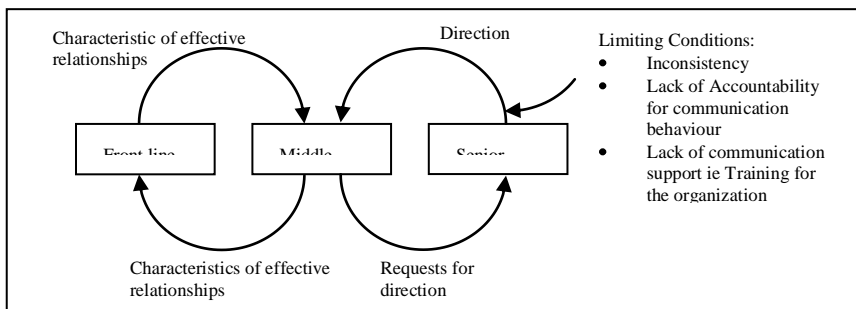 Characteristic of effective
relationships
Direction
Limiting Conditions:
• Inconsistency
• Lack of Accountability
for communication
behaviour
• Lack of communication
support ie Training for
the organization
Front line
Middle
Senior
Characteristics of effective
relationships
Requests for
direction